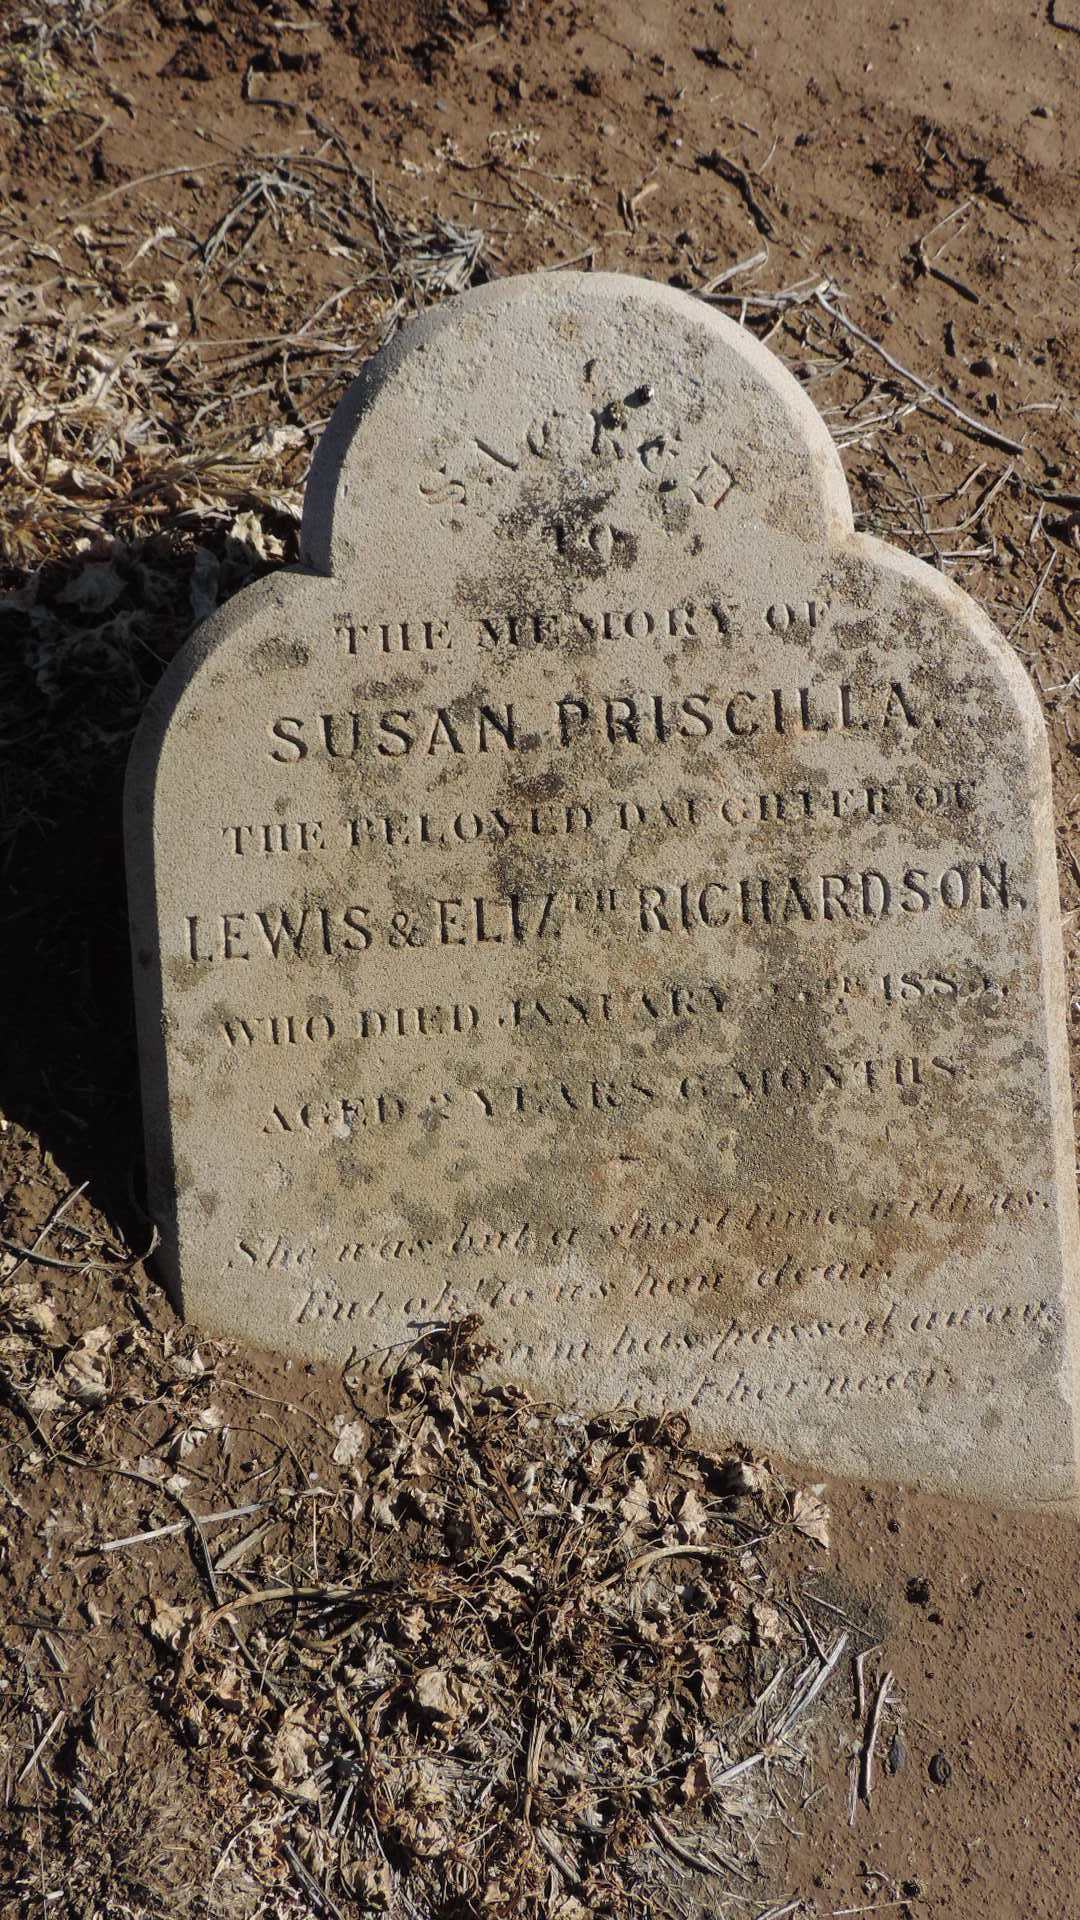 SACRED
TO
THE MEMORY OF
SUSAN PRISCILLA,
THE BELOVED DAUGHTER OF
LEWIS & ELIZTH RICHARDSON,
WHO DIED JANUARY
AGED 2 YEARS 6 MONTHS.
She was but a short time with us.
But oh! to us how dear.
has passed away
her near